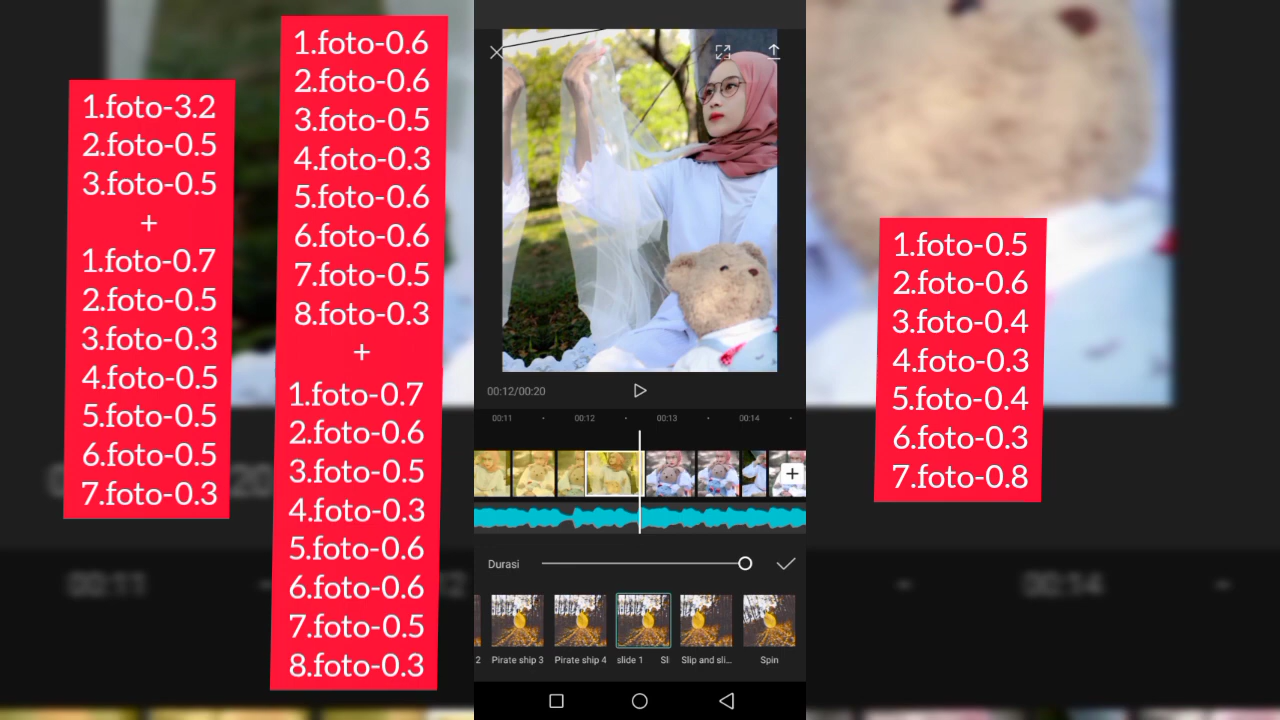 1.foto-3.2
2.foto-0.5
3.foto-0.5
+
1.foto-0.7
2.foto-0.5
3.foto-0.3
4.foto-0.5
5.foto-0.5
6.foto-0.5
7.foto-0.3
1.foto-0.6
2.foto-0.6
3.foto-0.5
4.foto-0.3
5.foto-0.6
6.foto-0.6
7.foto-0.5
8.foto-0.3
+
1.foto-0.7
2.foto-0.6
3.foto-0.5
4.foto-0.3
5.foto-0.6
6.foto-0.6
7.foto-0.5
8.foto-0.3
00:12/00:20
00:11
00:12
00:13
00:14
Durasi
2
Pirate ship 3
Pirate ship 4
slide 1
Sl
Slip and sli...
Spin
1.foto-0.5
2.foto-0.6
3.foto-0.4
4.foto-0.3
5.foto-0.4
6.foto-0.3
7.foto-0.8